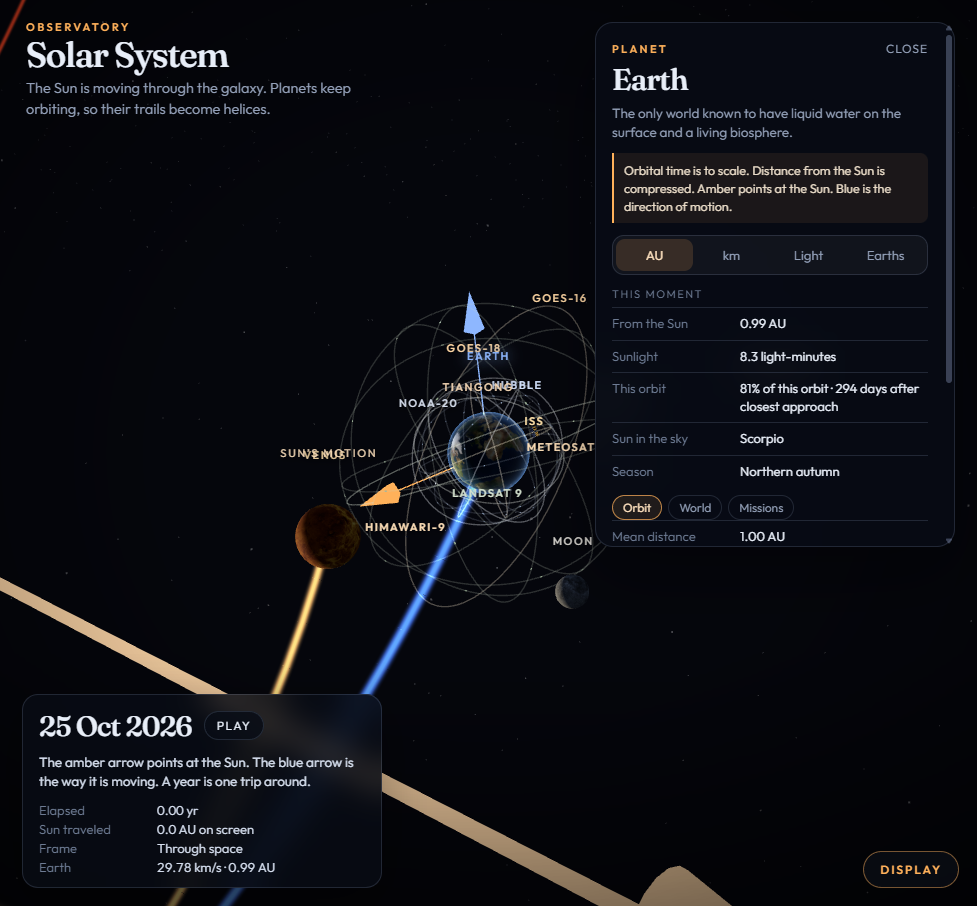 OBSERVATORY
Solar System
The Sun is moving through the galaxy. Planets keep
orbiting, so their trails become helices.
PLANET
CLOSE
Earth
The only world known to have liquid water on the
surface and a living biosphere.
Orbital time is to scale. Distance from the Sun is
compressed. Amber points at the Sun. Blue is the
direction of motion.
AU km Light Earths
THIS MOMENT
From the Sun 0.99 AU
Sunlight 8.3 light-minutes
This orbit 81% of this orbit · 294 days after
closest approach
Sun in the sky Scorpio
Season Northern autumn
Orbit World Missions
Mean distance 1.00 AU
GOES-16
GOES-18
EARTH
TIANGONG
HUBBLE
NOAA-20
ISS
METEOSAT
SUN'S MOTION
VENUS
LANDSAT 9
HIMAWARI-9
MOON
25 Oct 2026 PLAY
The amber arrow points at the Sun. The blue arrow is
the way it is moving. A year is one trip around.
Elapsed 0.00 yr
Sun traveled 0.0 AU on screen
Frame Through space
Earth 29.78 km/s · 0.99 AU
DISPLAY